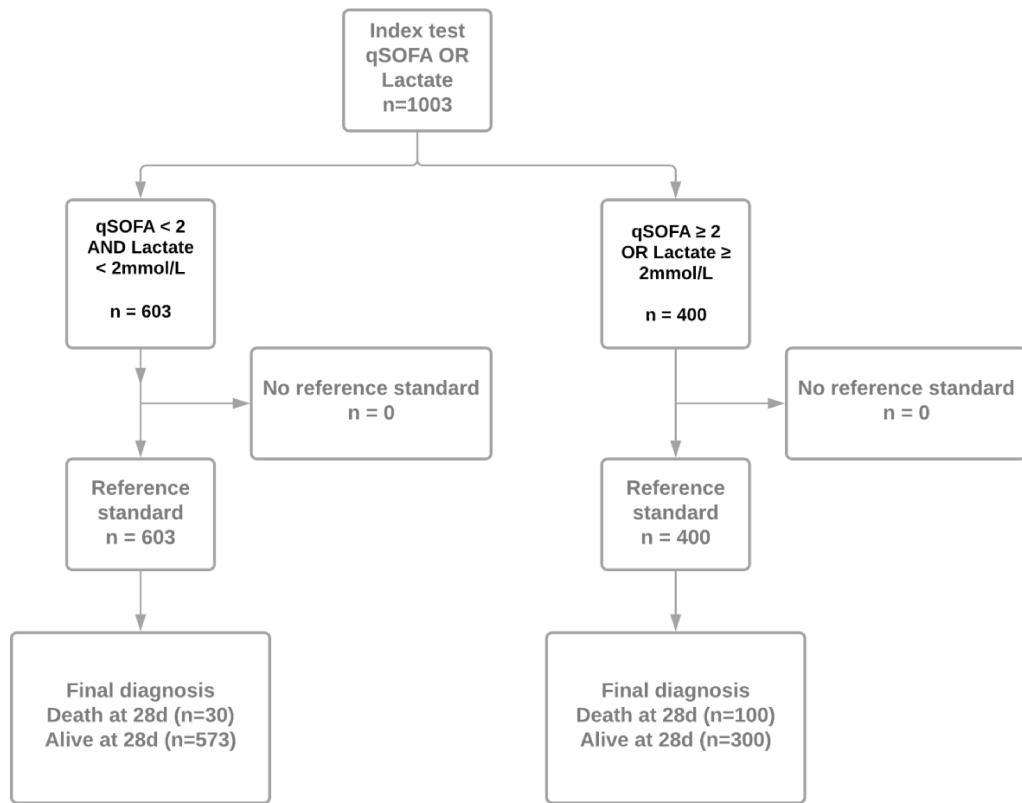 Index test
qSOFA OR
Lactate
n=1003
qSOFA < 2
AND Lactate
< 2mmol/L
n = 603
qSOFA ≥ 2
OR Lactate ≥
2mmol/L
n = 400
No reference standard
n = 0
No reference standard
n = 0
Reference
standard
n = 603
Reference
standard
n = 400
Final diagnosis
Death at 28d (n=30)
Alive at 28d (n=573)
Final diagnosis
Death at 28d (n=100)
Alive at 28d (n=300)